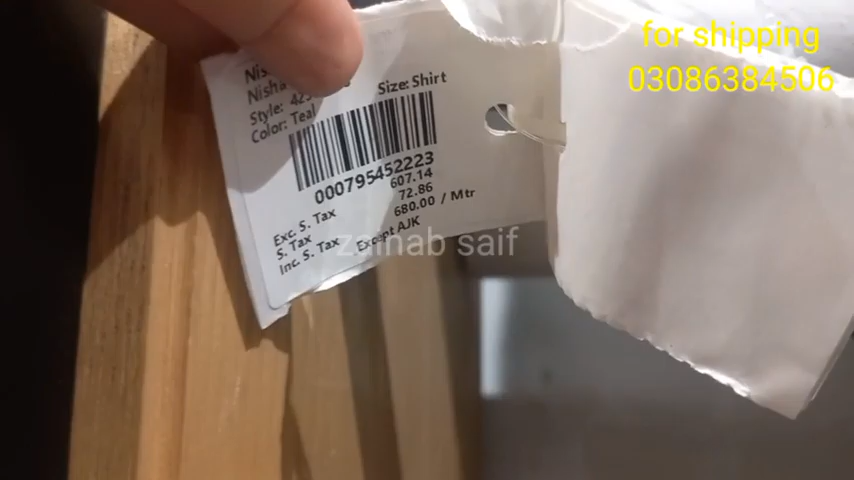 for shipping
03086384506
Size: Shirt
Style:
Color: Teal
000795452223
Exc. S. Tax 607.14
S. Tax 72.86
Inc. S. Tax 680.00 / Mtr
Except AJK
zainab saif